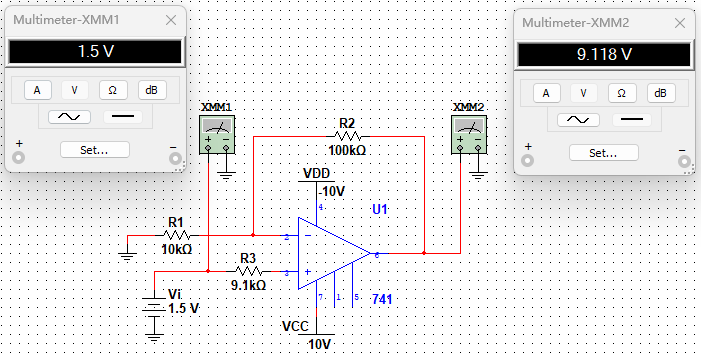 Multimeter-XMM1
1.5 V
A V Ω dB
+ Set... −
Multimeter-XMM2
9.118 V
A V Ω dB
+ Set... −
XMM1
XMM2
R2
100kΩ
VDD
-10V
4
U1
R1
10kΩ
2
6
R3
9.1kΩ
3
7 1 5
741
Vi
1.5 V
VCC
10V